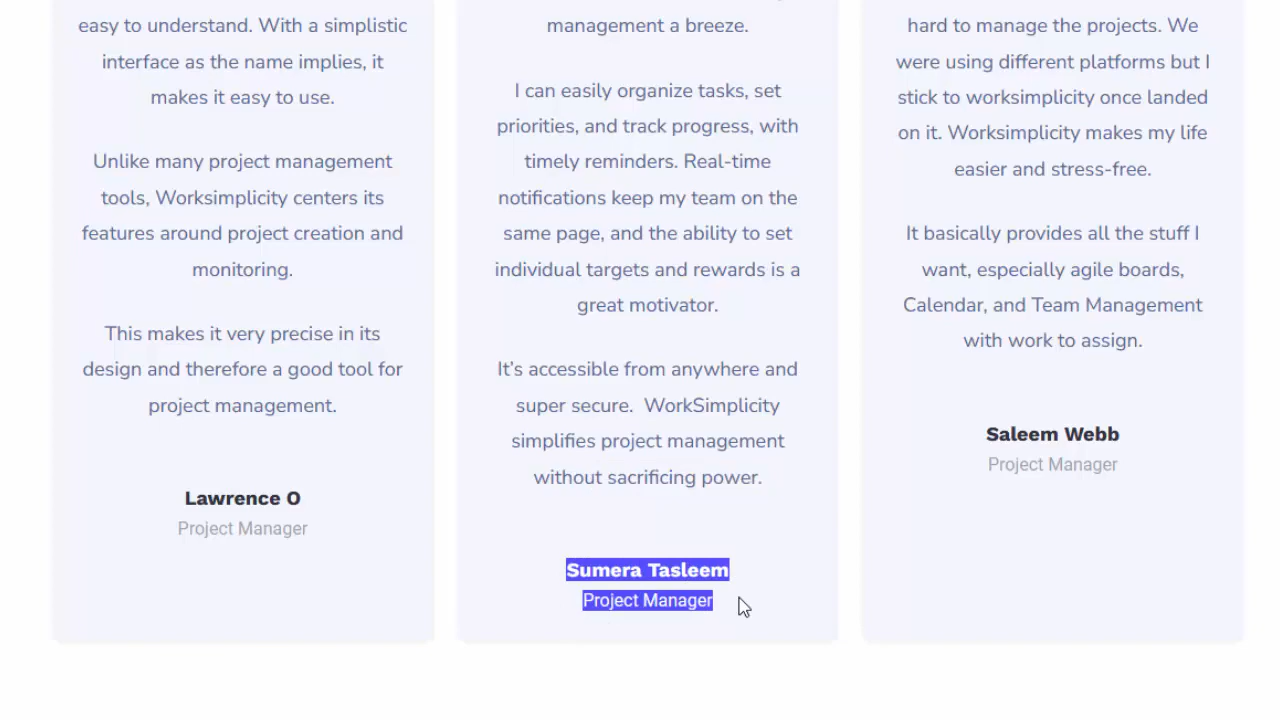 easy to understand. With a simplistic
interface as the name implies, it
makes it easy to use.
Unlike many project management
tools, Worksimplicity centers its
features around project creation and
monitoring.
This makes it very precise in its
design and therefore a good tool for
project management.
Lawrence O
Project Manager
management a breeze.
I can easily organize tasks, set
priorities, and track progress, with
timely reminders. Real-time
notifications keep my team on the
same page, and the ability to set
individual targets and rewards is a
great motivator.
It’s accessible from anywhere and
super secure.  WorkSimplicity
simplifies project management
without sacrificing power.
Sumera Tasleem
Project Manager
hard to manage the projects. We
were using different platforms but I
stick to worksimplicity once landed
on it. Worksimplicity makes my life
easier and stress-free.
It basically provides all the stuff I
want, especially agile boards,
Calendar, and Team Management
with work to assign.
Saleem Webb
Project Manager